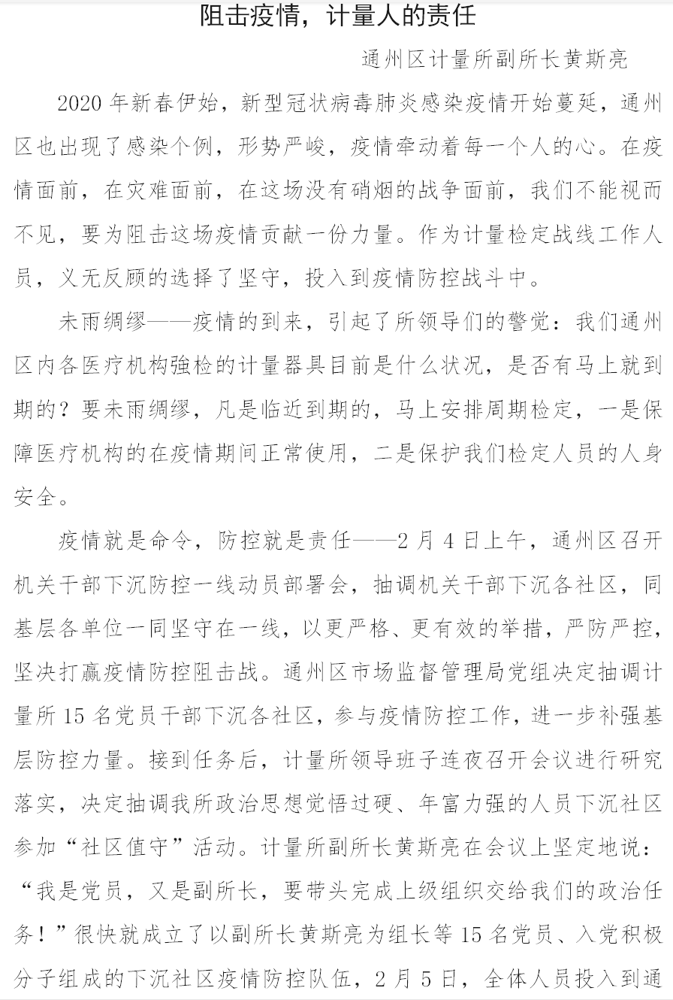 阻击疫情，计量人的责任
通州区计量所副所长黄斯亮
2020 年新春伊始，新型冠状病毒肺炎感染疫情开始蔓延，通州
区也出现了感染个例，形势严峻，疫情牵动着每一个人的心。在疫
情面前，在灾难面前，在这场没有硝烟的战争面前，我们不能视而
不见，要为阻击这场疫情贡献一份力量。作为计量检定战线工作人
员，义无反顾的选择了坚守，投入到疫情防控战斗中。
未雨绸缪——疫情的到来，引起了所领导们的警觉：我们通州
区内各医疗机构強检的计量器具目前是什么状况，是否有马上就到
期的？要未雨绸缪，凡是临近到期的，马上安排周期检定，一是保
障医疗机构的在疫情期间正常使用，二是保护我们检定人员的人身
安全。
疫情就是命令，防控就是责任——2 月 4 日上午，通州区召开
机关干部下沉防控一线动员部署会，抽调机关干部下沉各社区，同
基层各单位一同坚守在一线，以更严格、更有效的举措，严防严控，
坚决打赢疫情防控阻击战。通州区市场监督管理局党组决定抽调计
量所 15 名党员干部下沉各社区，参与疫情防控工作，进一步补强基
层防控力量。接到任务后，计量所领导班子连夜召开会议进行研究
落实，决定抽调我所政治思想觉悟过硬、年富力强的人员下沉社区
参加“社区值守”活动。计量所副所长黄斯亮在会议上坚定地说：
“我是党员，又是副所长，要带头完成上级组织交给我们的政治任
务！”很快就成立了以副所长黄斯亮为组长等 15 名党员、入党积极
分子组成的下沉社区疫情防控队伍，2 月 5 日，全体人员投入到通